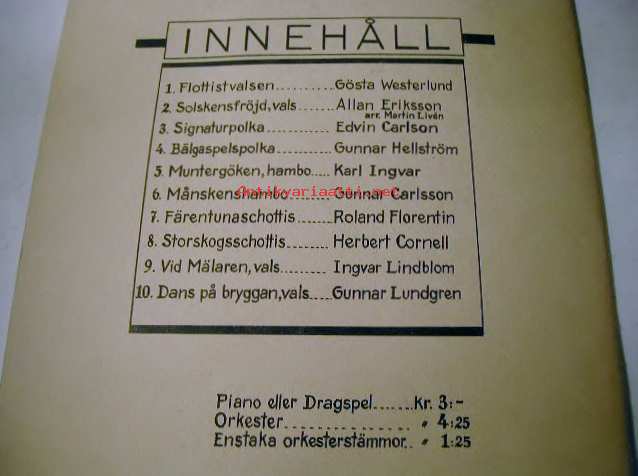 INNEHÅLL
1. Flottistvalsen.......... Gösta Westerlund
2. Solskensfröjd, vals...... Allan Eriksson
arr. Martin Livén
3. Signaturpolka......... Edvin Carlson
4. Bälgaspelspolka........ Gunnar Hellström
5. Muntergöken, hambo.... Karl Ingvar
6. Månskenshambo........ Gunnar Carlsson
Antikvariaatti.net
7. Färentunaschottis...... Roland Florentin
8. Storskogsschottis....... Herbert Cornell
9. Vid Mälaren, vals........ Ingvar Lindblom
10. Dans på bryggan, vals.... Gunnar Lundgren
Piano eller Dragspel....... Kr. 3:-
Orkester................ " 4:25
Enstaka orkesterstämmor.. " 1:25